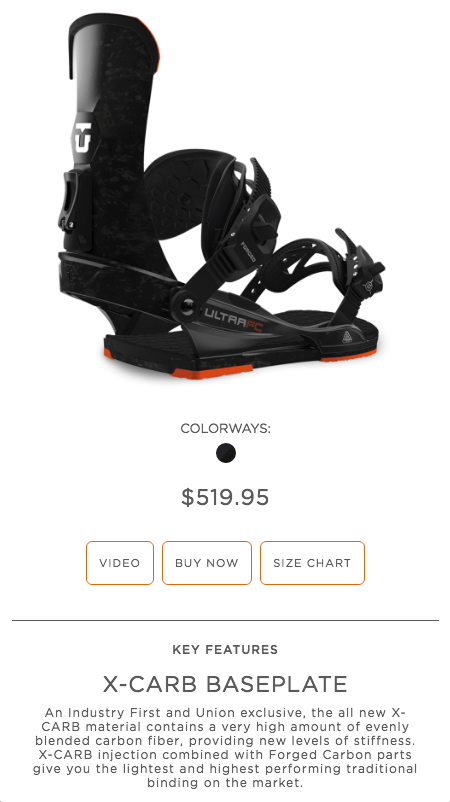 FORGED
ULTRAFC
COLORWAYS:
$519.95
VIDEO
BUY NOW
SIZE CHART
KEY FEATURES
X-CARB BASEPLATE
An Industry First and Union exclusive, the all new X-
CARB material contains a very high amount of evenly
blended carbon fiber, providing new levels of stiffness.
X-CARB injection combined with Forged Carbon parts
give you the lightest and highest performing traditional
binding on the market.